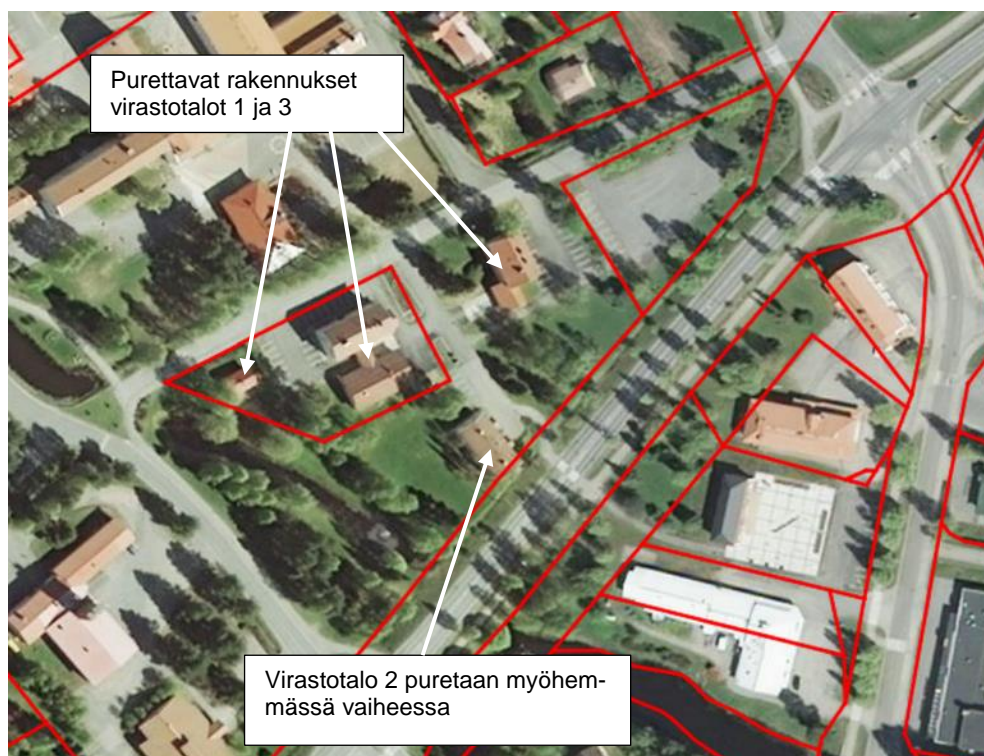 Purettavat rakennukset
virastotalot 1 ja 3
Virastotalo 2 puretaan myöhem-
mässä vaiheessa